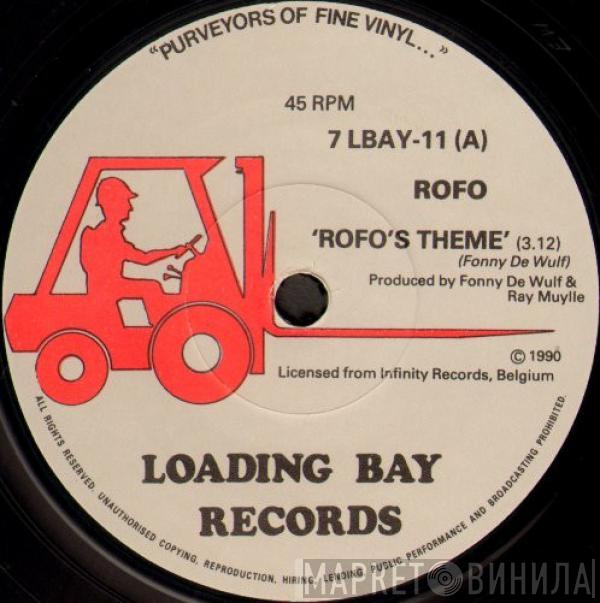 "PURVEYORS OF FINE VINYL..."
45 RPM
7 LBAY-11 (A)
ROFO
'ROFO'S THEME' (3.12)
(Fonny De Wulf)
Produced by Fonny De Wulf &
Ray Muylle
© 1990
Licensed from Infinity Records, Belgium
LOADING BAY
RECORDS
ALL RIGHTS RESERVED. UNAUTHORISED COPYING, REPRODUCTION, HIRING, LENDING, PUBLIC PERFORMANCE AND BROADCASTING PROHIBITED.
МАРКЕТ ВИНИЛА